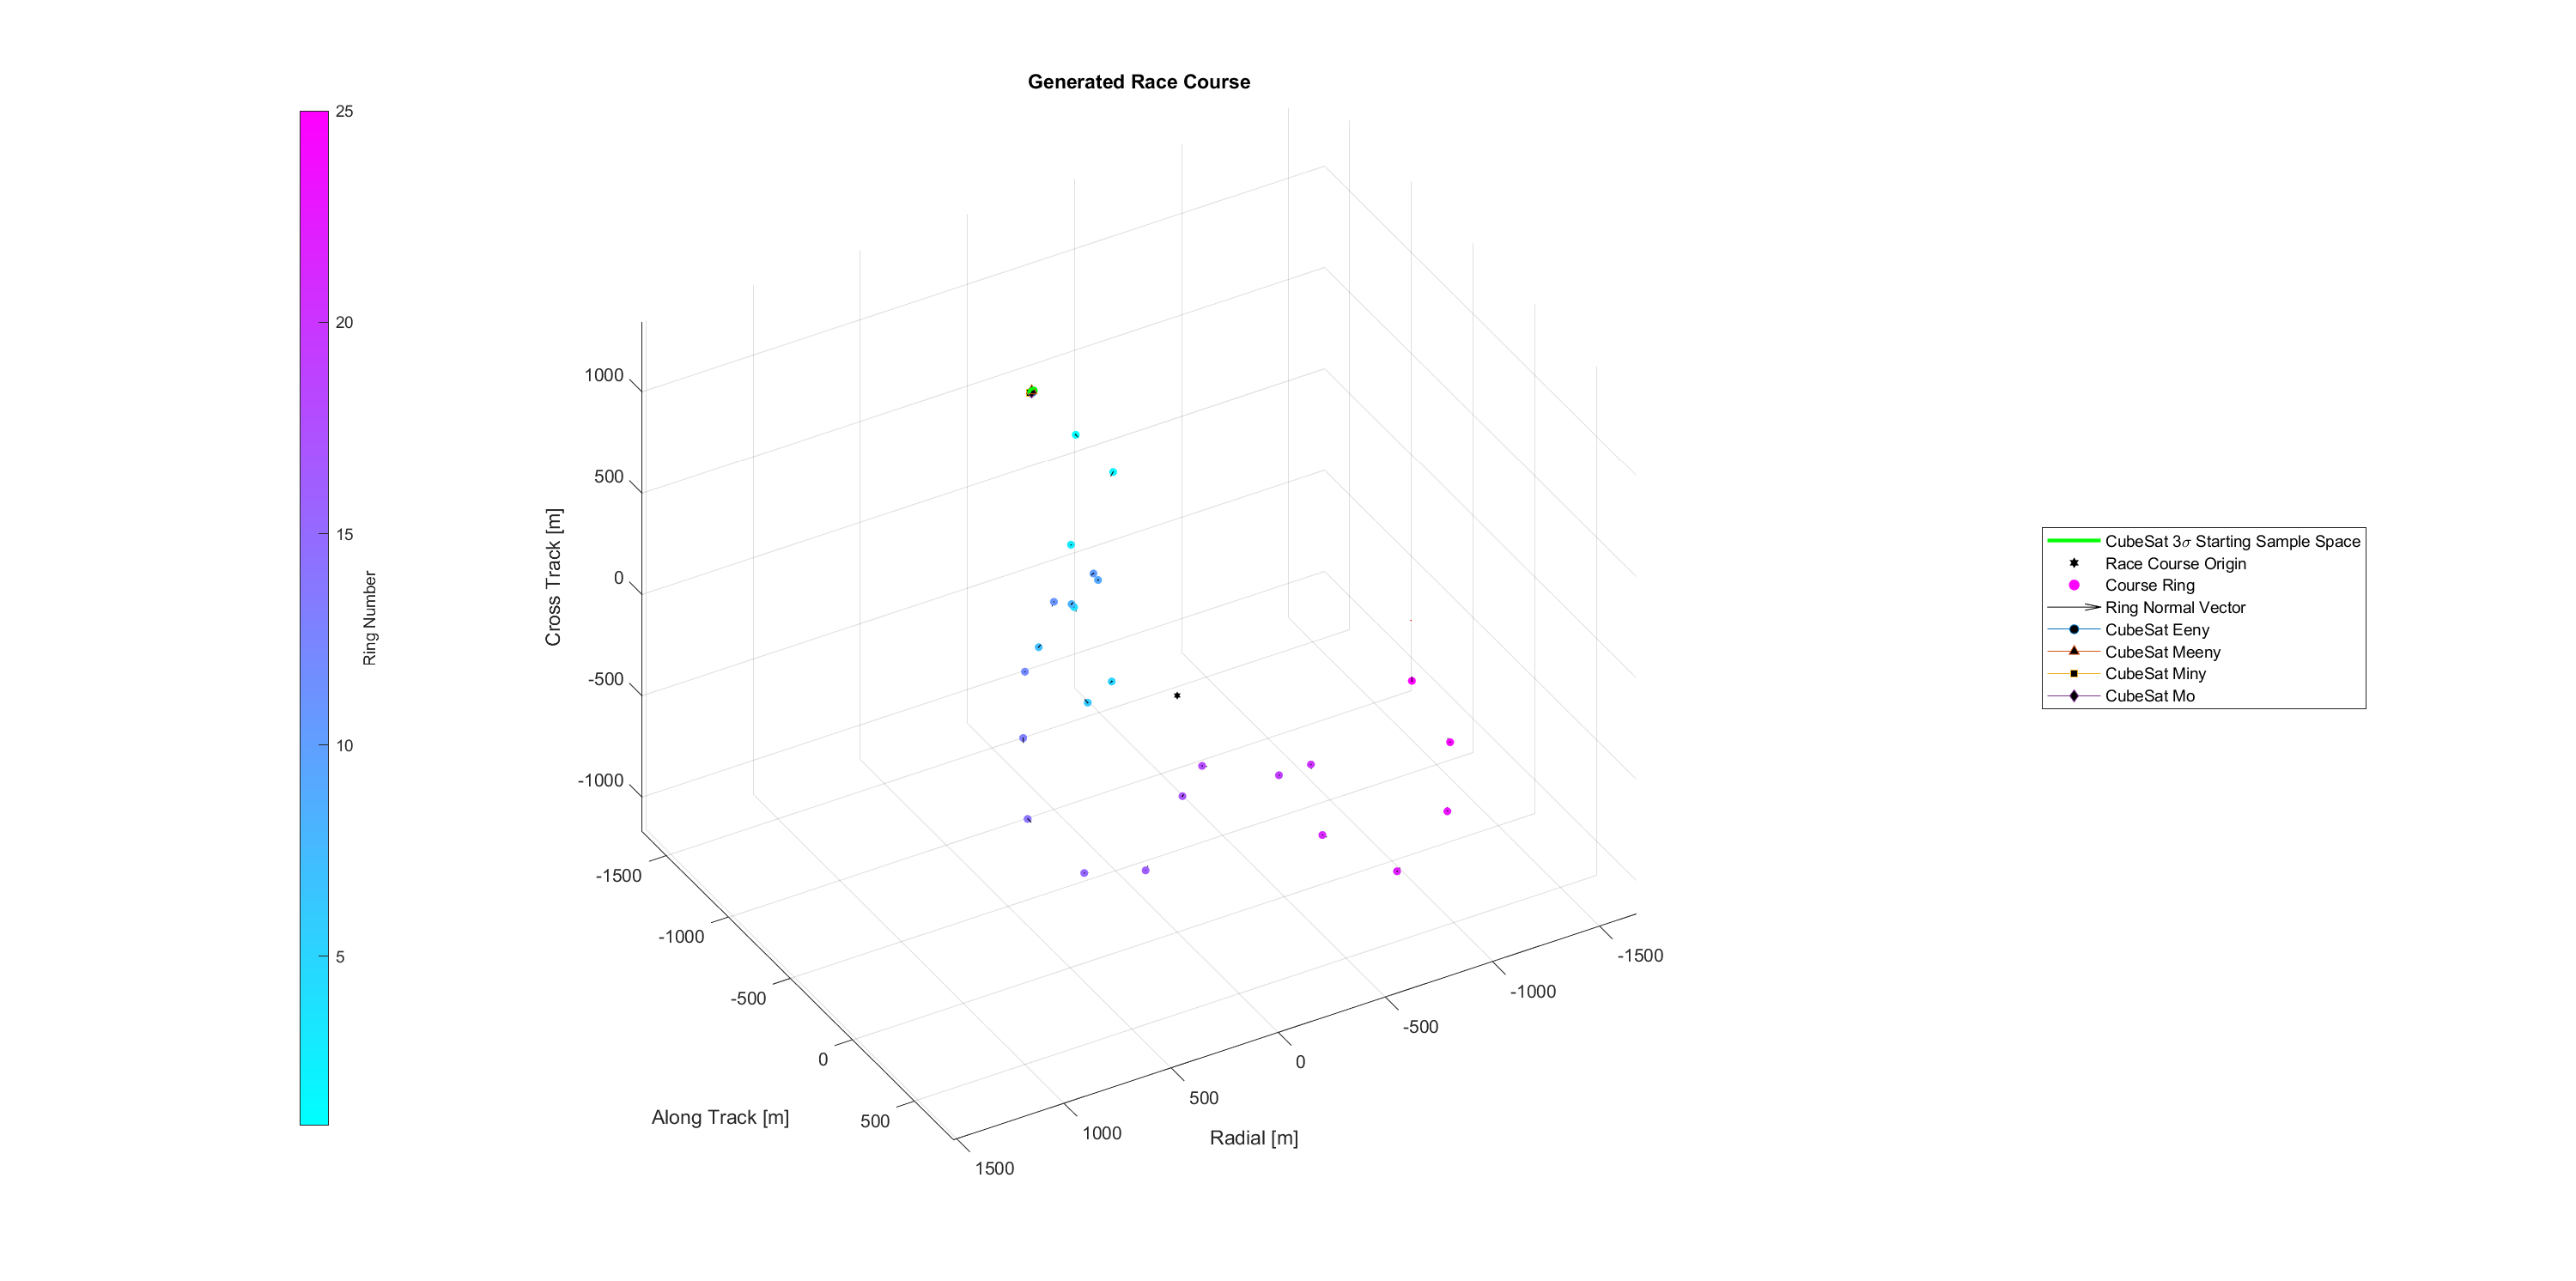 Generated Race Course
25
20
15
10
5
Ring Number
1000
500
0
-500
-1000
Cross Track [m]
-1500
-1000
-500
0
500
Along Track [m]
1500
1000
500
0
-500
-1000
-1500
Radial [m]
CubeSat 3σ Starting Sample Space
Race Course Origin
Course Ring
Ring Normal Vector
CubeSat Eeny
CubeSat Meeny
CubeSat Miny
CubeSat Mo